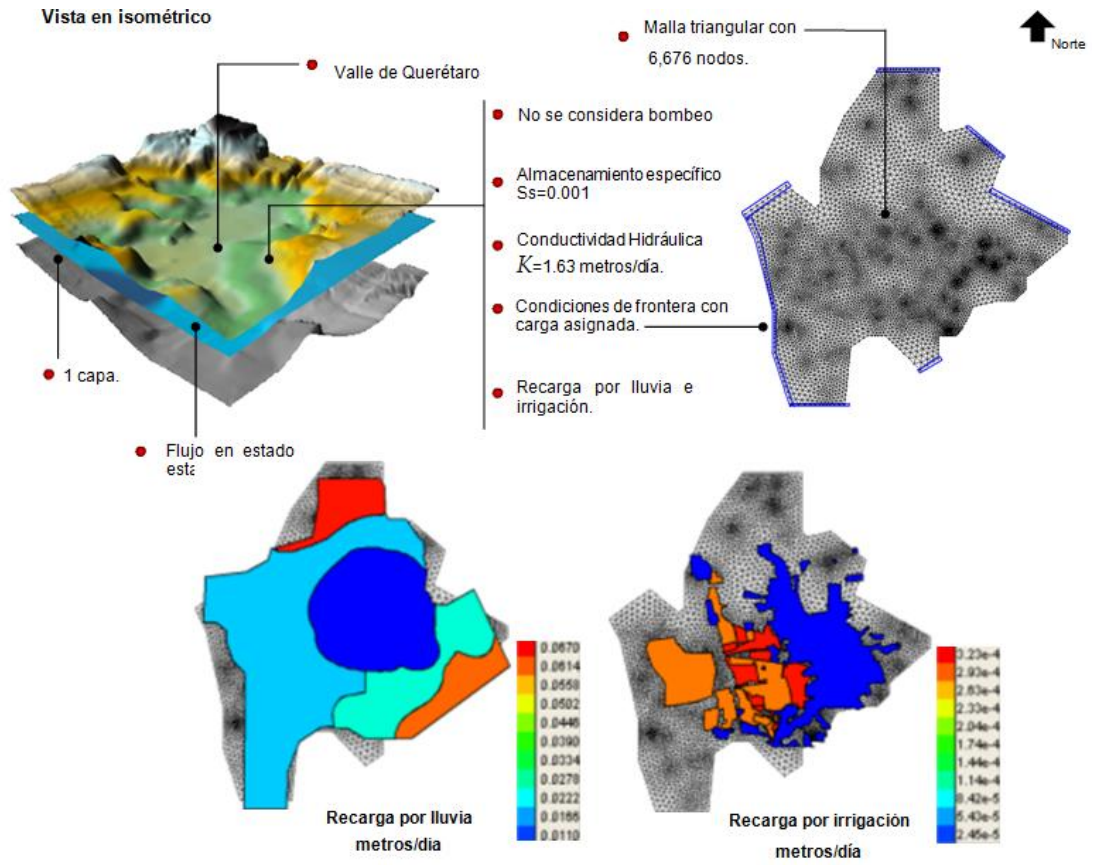 Vista en isométrico
Valle de Querétaro
1 capa.
Flujo en estado
No se considera bombeo
Almacenamiento específico
Ss=0.001
Conductividad Hidráulica
K=1.63 metros/día.
Condiciones de frontera con
carga asignada.
Recarga por lluvia e
irrigación.
Malla triangular con
6,676 nodos.
Norte
0.0670
0.0614
0.0558
0.0502
0.0446
0.0390
0.0334
0.0278
0.0222
0.0166
0.0110
Recarga por lluvia
metros/día
3.23e-4
2.93e-4
2.63e-4
2.33e-4
2.04e-4
1.74e-4
1.44e-4
1.14e-4
8.42e-5
5.43e-5
2.46e-5
Recarga por irrigación
metros/día